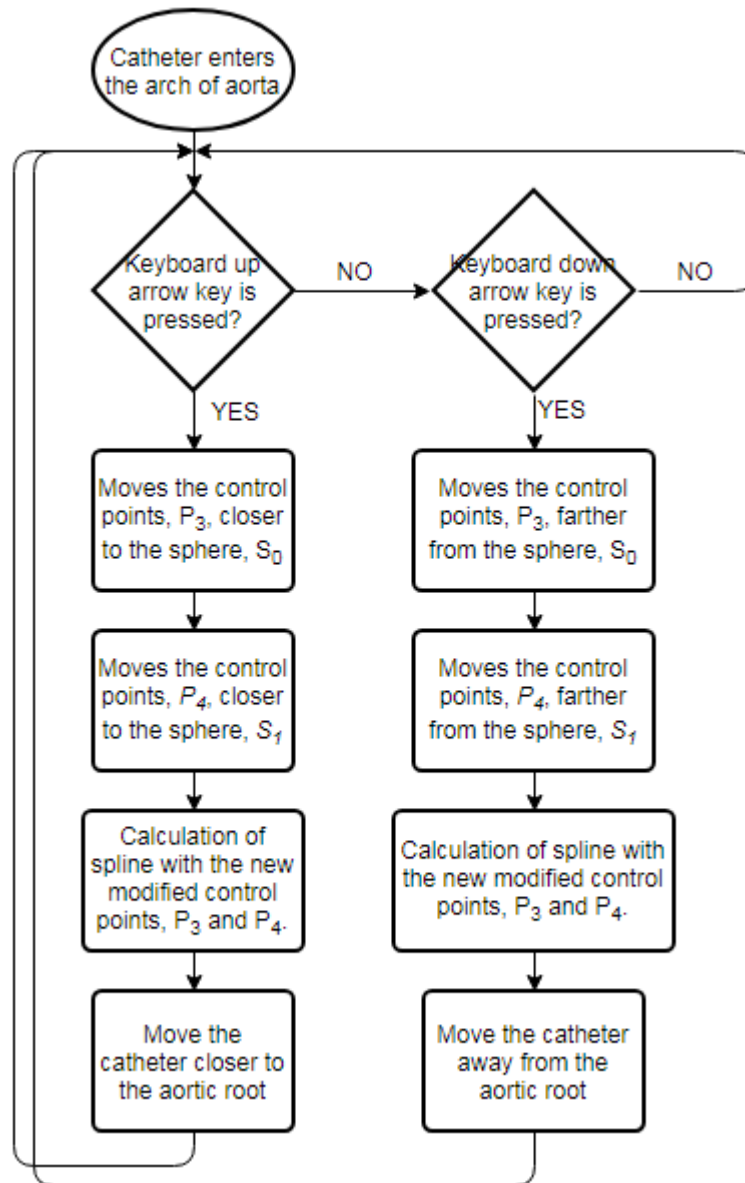 Catheter enters
the arch of aorta
Keyboard up
arrow key is
pressed?
NO
Keyboard down
arrow key is
pressed?
NO
YES
YES
Moves the control
points, P₃, closer
to the sphere, S₀
Moves the control
points, P₃, farther
from the sphere, S₀
Moves the control
points, P₄, closer
to the sphere, S₁
Moves the control
points, P₄, farther
from the sphere, S₁
Calculation of
spline with the new
modified control
points, P₃ and P₄.
Calculation of spline with
the new modified control
points, P₃ and P₄.
Move the
catheter closer to
the aortic root
Move the catheter
away from the
aortic root